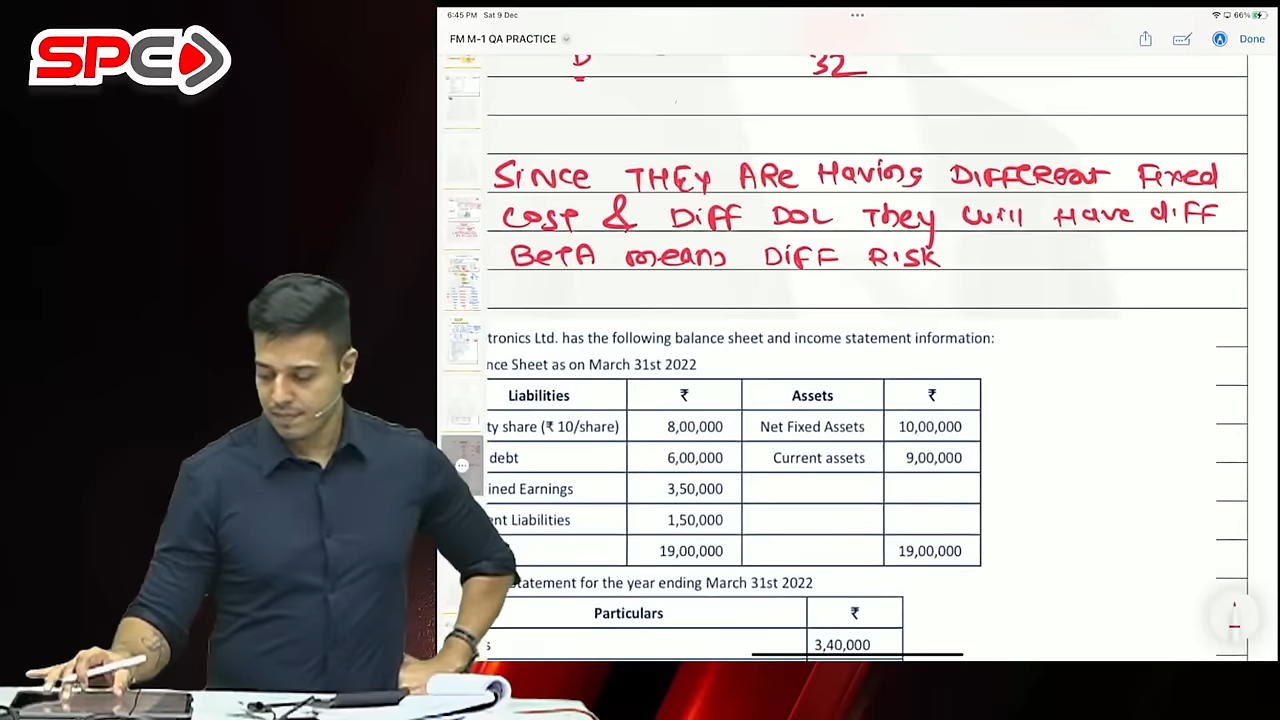 6:45 PM Sat 9 Dec
66%
SPC
FM M-1 QA PRACTICE
Done
32
SINCE THEY ARE HAVING DIFFERENT FIXED
COST & DIFF DOL THEY WILL HAVE DIFF
BETA MEANS DIFF RISK
tronics Ltd. has the following balance sheet and income statement information:
nce Sheet as on March 31st 2022
Liabilities ₹ Assets ₹
ty share (₹ 10/share) 8,00,000 Net Fixed Assets 10,00,000
debt 6,00,000 Current assets 9,00,000
ined Earnings 3,50,000
ent Liabilities 1,50,000
19,00,000 19,00,000
tatement for the year ending March 31st 2022
Particulars ₹
s 3,40,000